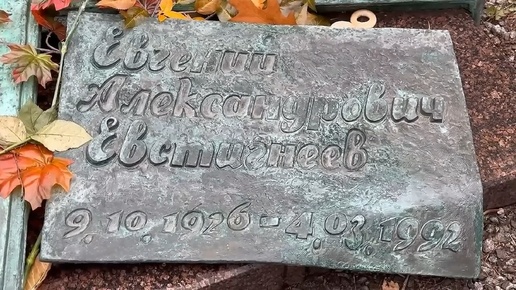 Евгений
Александрович
Евстигнеев
9.10.1926-4.03.1992